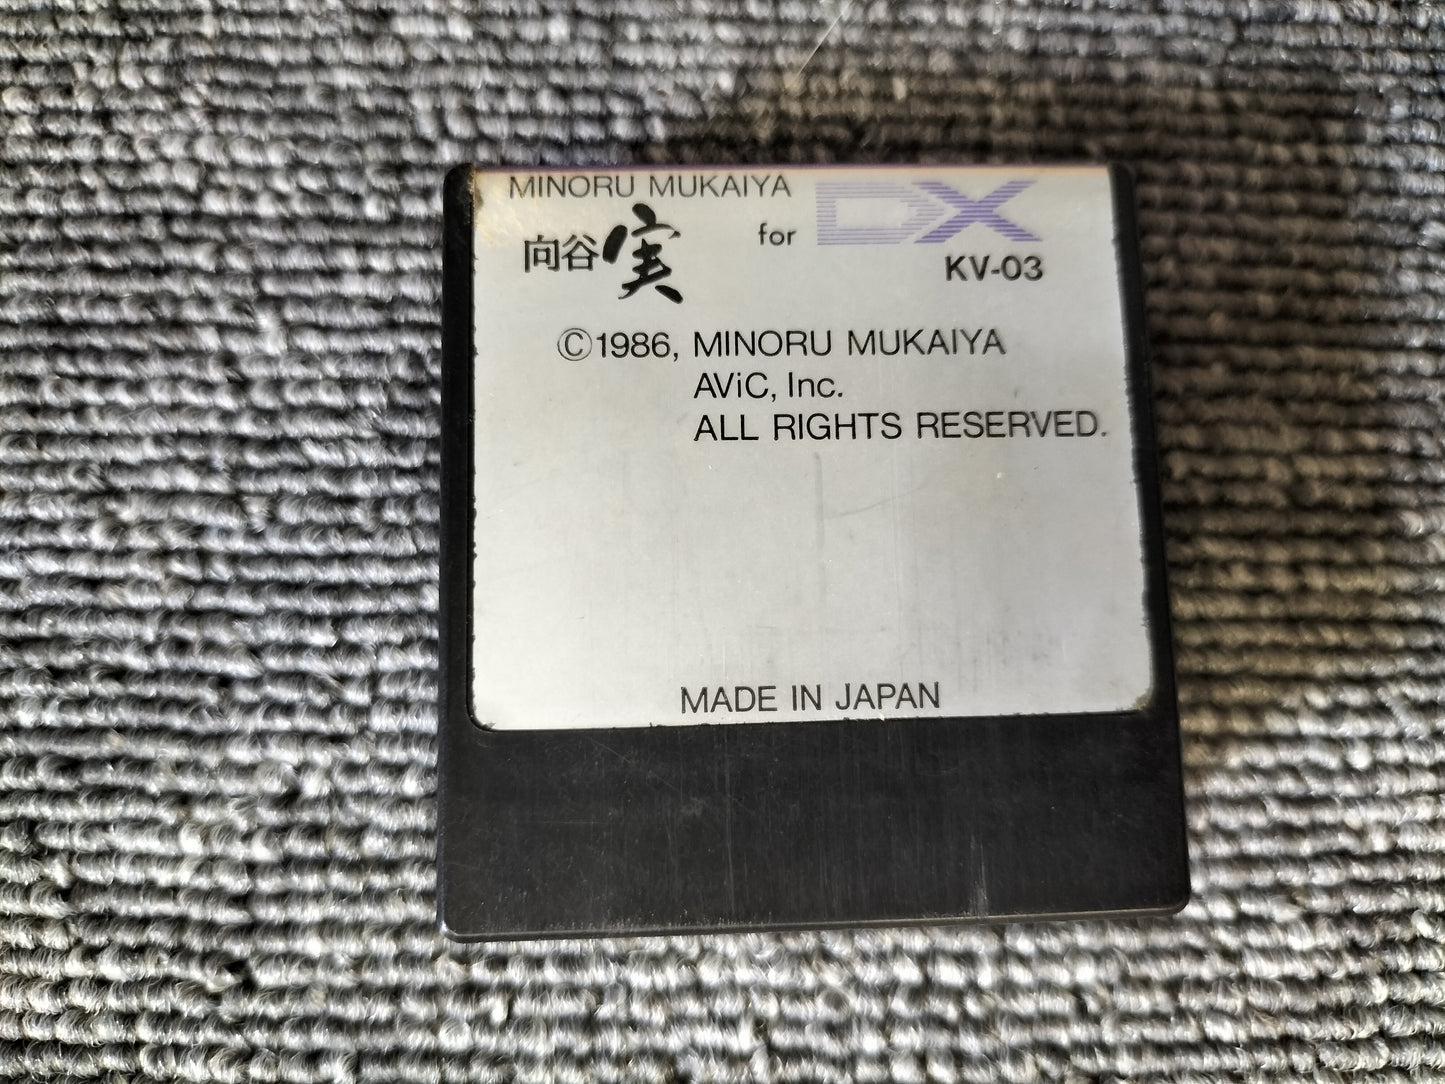 MINORU MUKAIYA
向谷実 for DX
KV-03
©1986, MINORU MUKAIYA
AViC, Inc.
ALL RIGHTS RESERVED.
MADE IN JAPAN